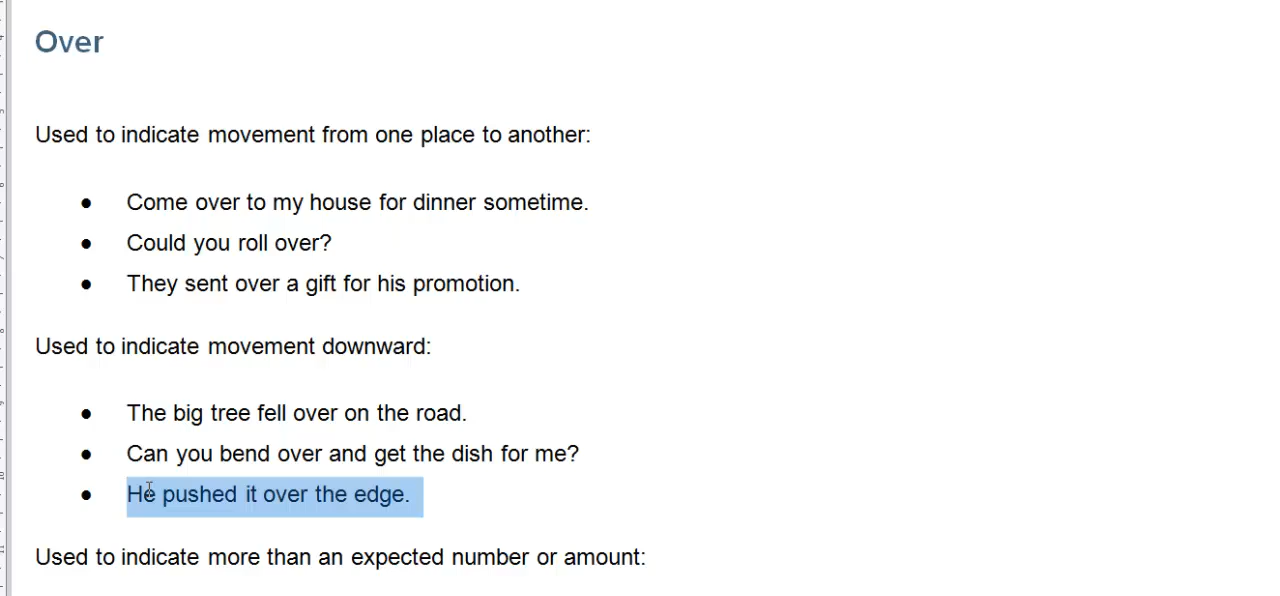 Over
Used to indicate movement from one place to another:
● Come over to my house for dinner sometime.
● Could you roll over?
● They sent over a gift for his promotion.
Used to indicate movement downward:
● The big tree fell over on the road.
● Can you bend over and get the dish for me?
● He pushed it over the edge.
Used to indicate more than an expected number or amount: